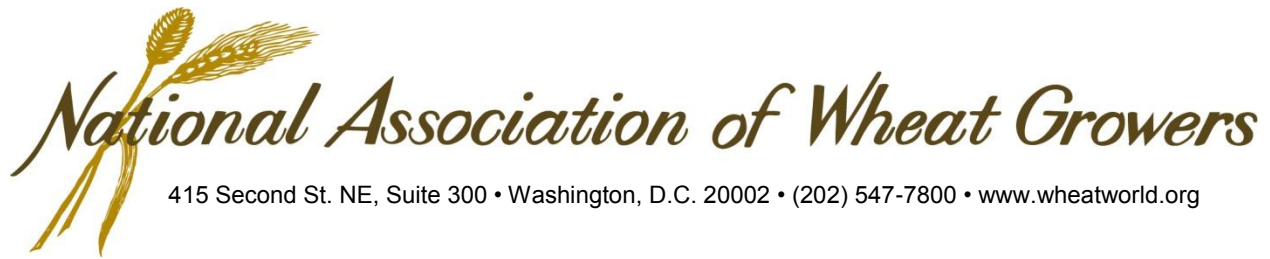 National Association of Wheat Growers
415 Second St. NE, Suite 300 • Washington, D.C. 20002 • (202) 547-7800 • www.wheatworld.org